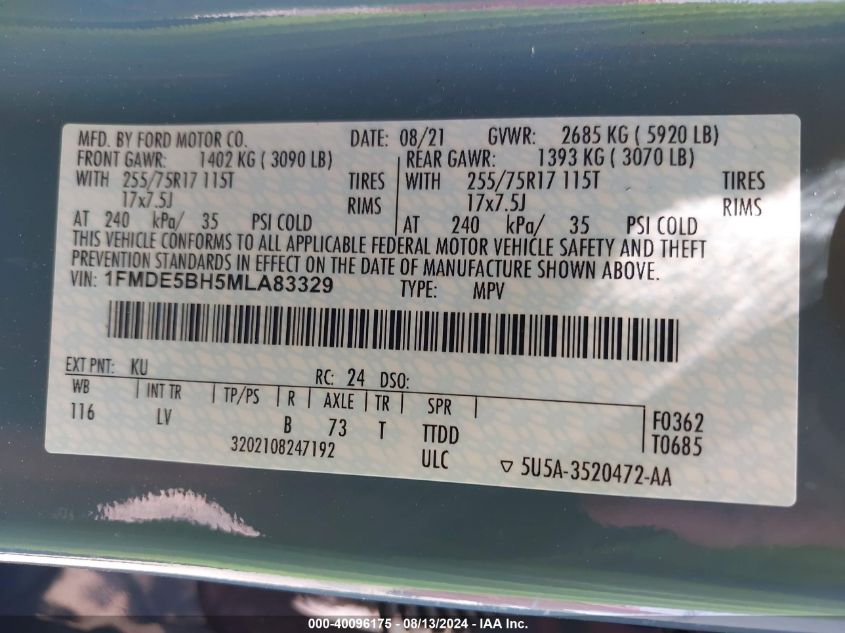 MFD. BY FORD MOTOR CO. DATE: 08/21 GVWR: 2685 KG ( 5920 LB)
FRONT GAWR: 1402 KG ( 3090 LB) REAR GAWR: 1393 KG ( 3070 LB)
WITH 255/75R17 115T TIRES WITH 255/75R17 115T TIRES
17x7.5J RIMS 17x7.5J RIMS
AT 240 kPa/ 35 PSI COLD AT 240 kPa/ 35 PSI COLD
THIS VEHICLE CONFORMS TO ALL APPLICABLE FEDERAL MOTOR VEHICLE SAFETY AND THEFT
PREVENTION STANDARDS IN EFFECT ON THE DATE OF MANUFACTURE SHOWN ABOVE.
VIN: 1FMDE5BH5MLA83329 TYPE: MPV
EXT PNT: KU RC: 24 DSO:
WB INT TR TP/PS R AXLE TR SPR
116 LV B 73 T TTDD F0362
3202108247192 ULC T0685
▽ 5U5A-3520472-AA
000-40096175 - 08/13/2024 - IAA Inc.